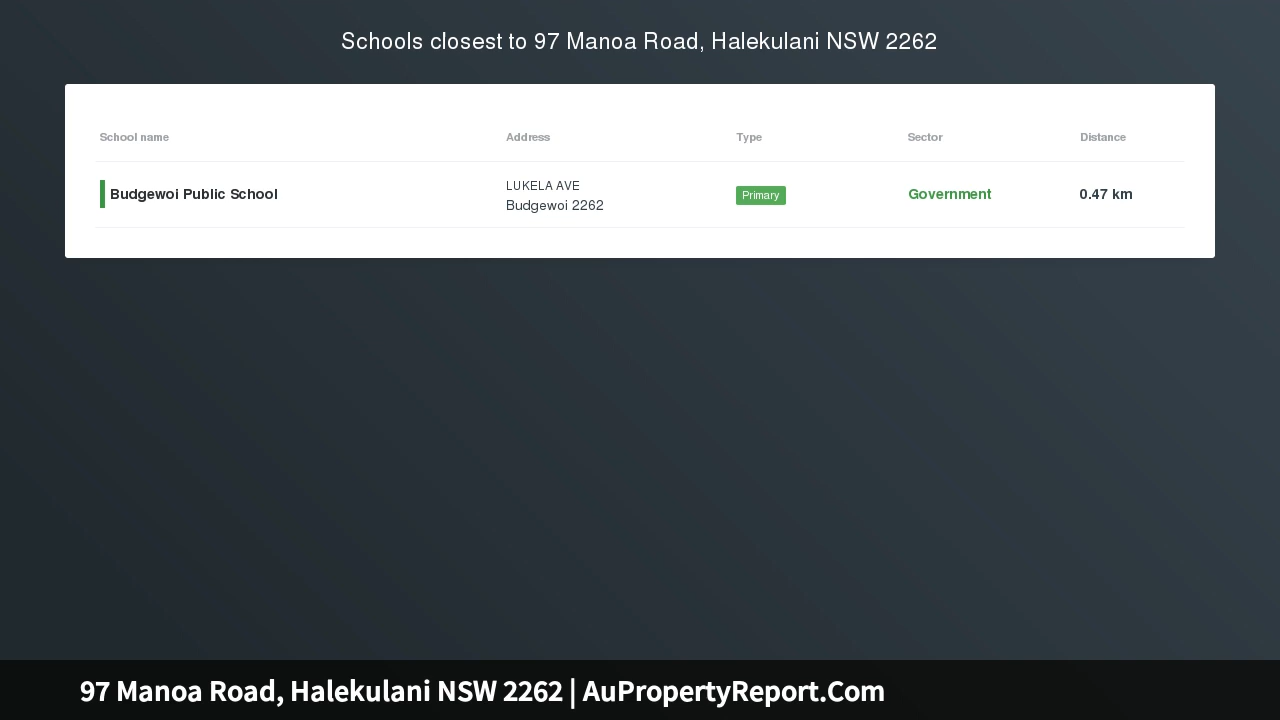 Schools closest to 97 Manoa Road, Halekulani NSW 2262
School name Address Type Sector Distance
Budgewoi Public School LUKELA AVE Budgewoi 2262 Primary Government 0.47 km
97 Manoa Road, Halekulani NSW 2262 | AuPropertyReport.Com